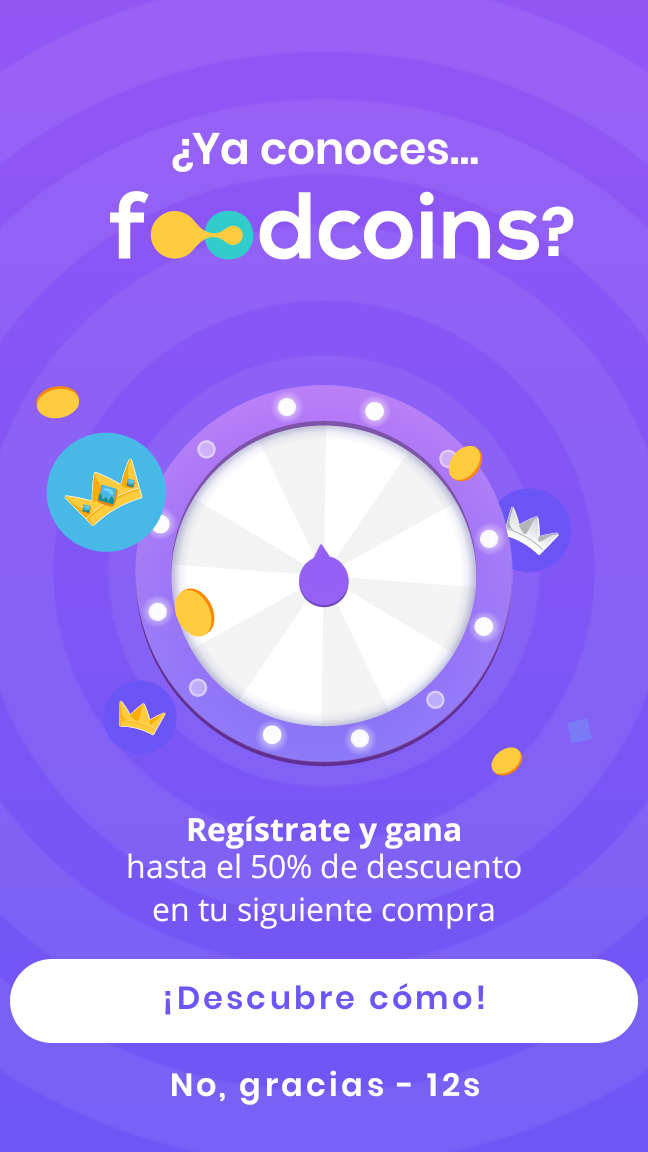 ¿Ya conoces...
foodcoins?
Regístrate y gana
hasta el 50% de descuento
en tu siguiente compra
¡Descubre cómo!
No, gracias - 12s